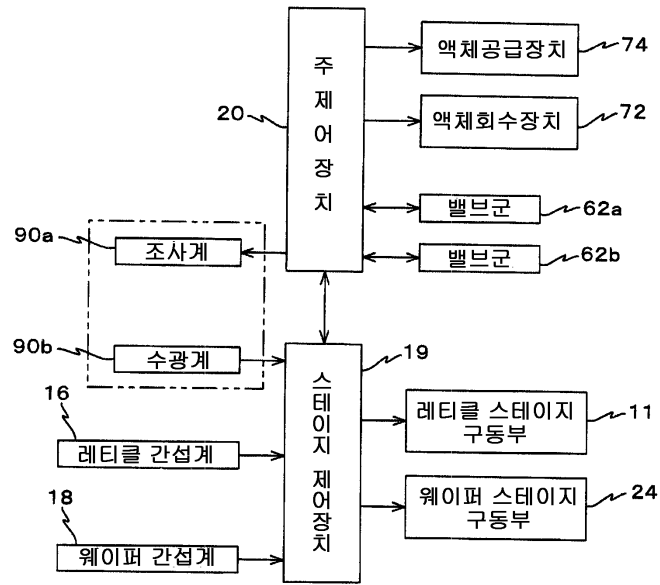 주제어장치
20
액체공급장치
74
액체회수장치
72
밸브군
62a
밸브군
62b
90a
조사계
90b
수광계
스테이지 제어장치
19
16
레티클 간섭계
18
웨이퍼 간섭계
레티클 스테이지
구동부
11
웨이퍼 스테이지
구동부
24